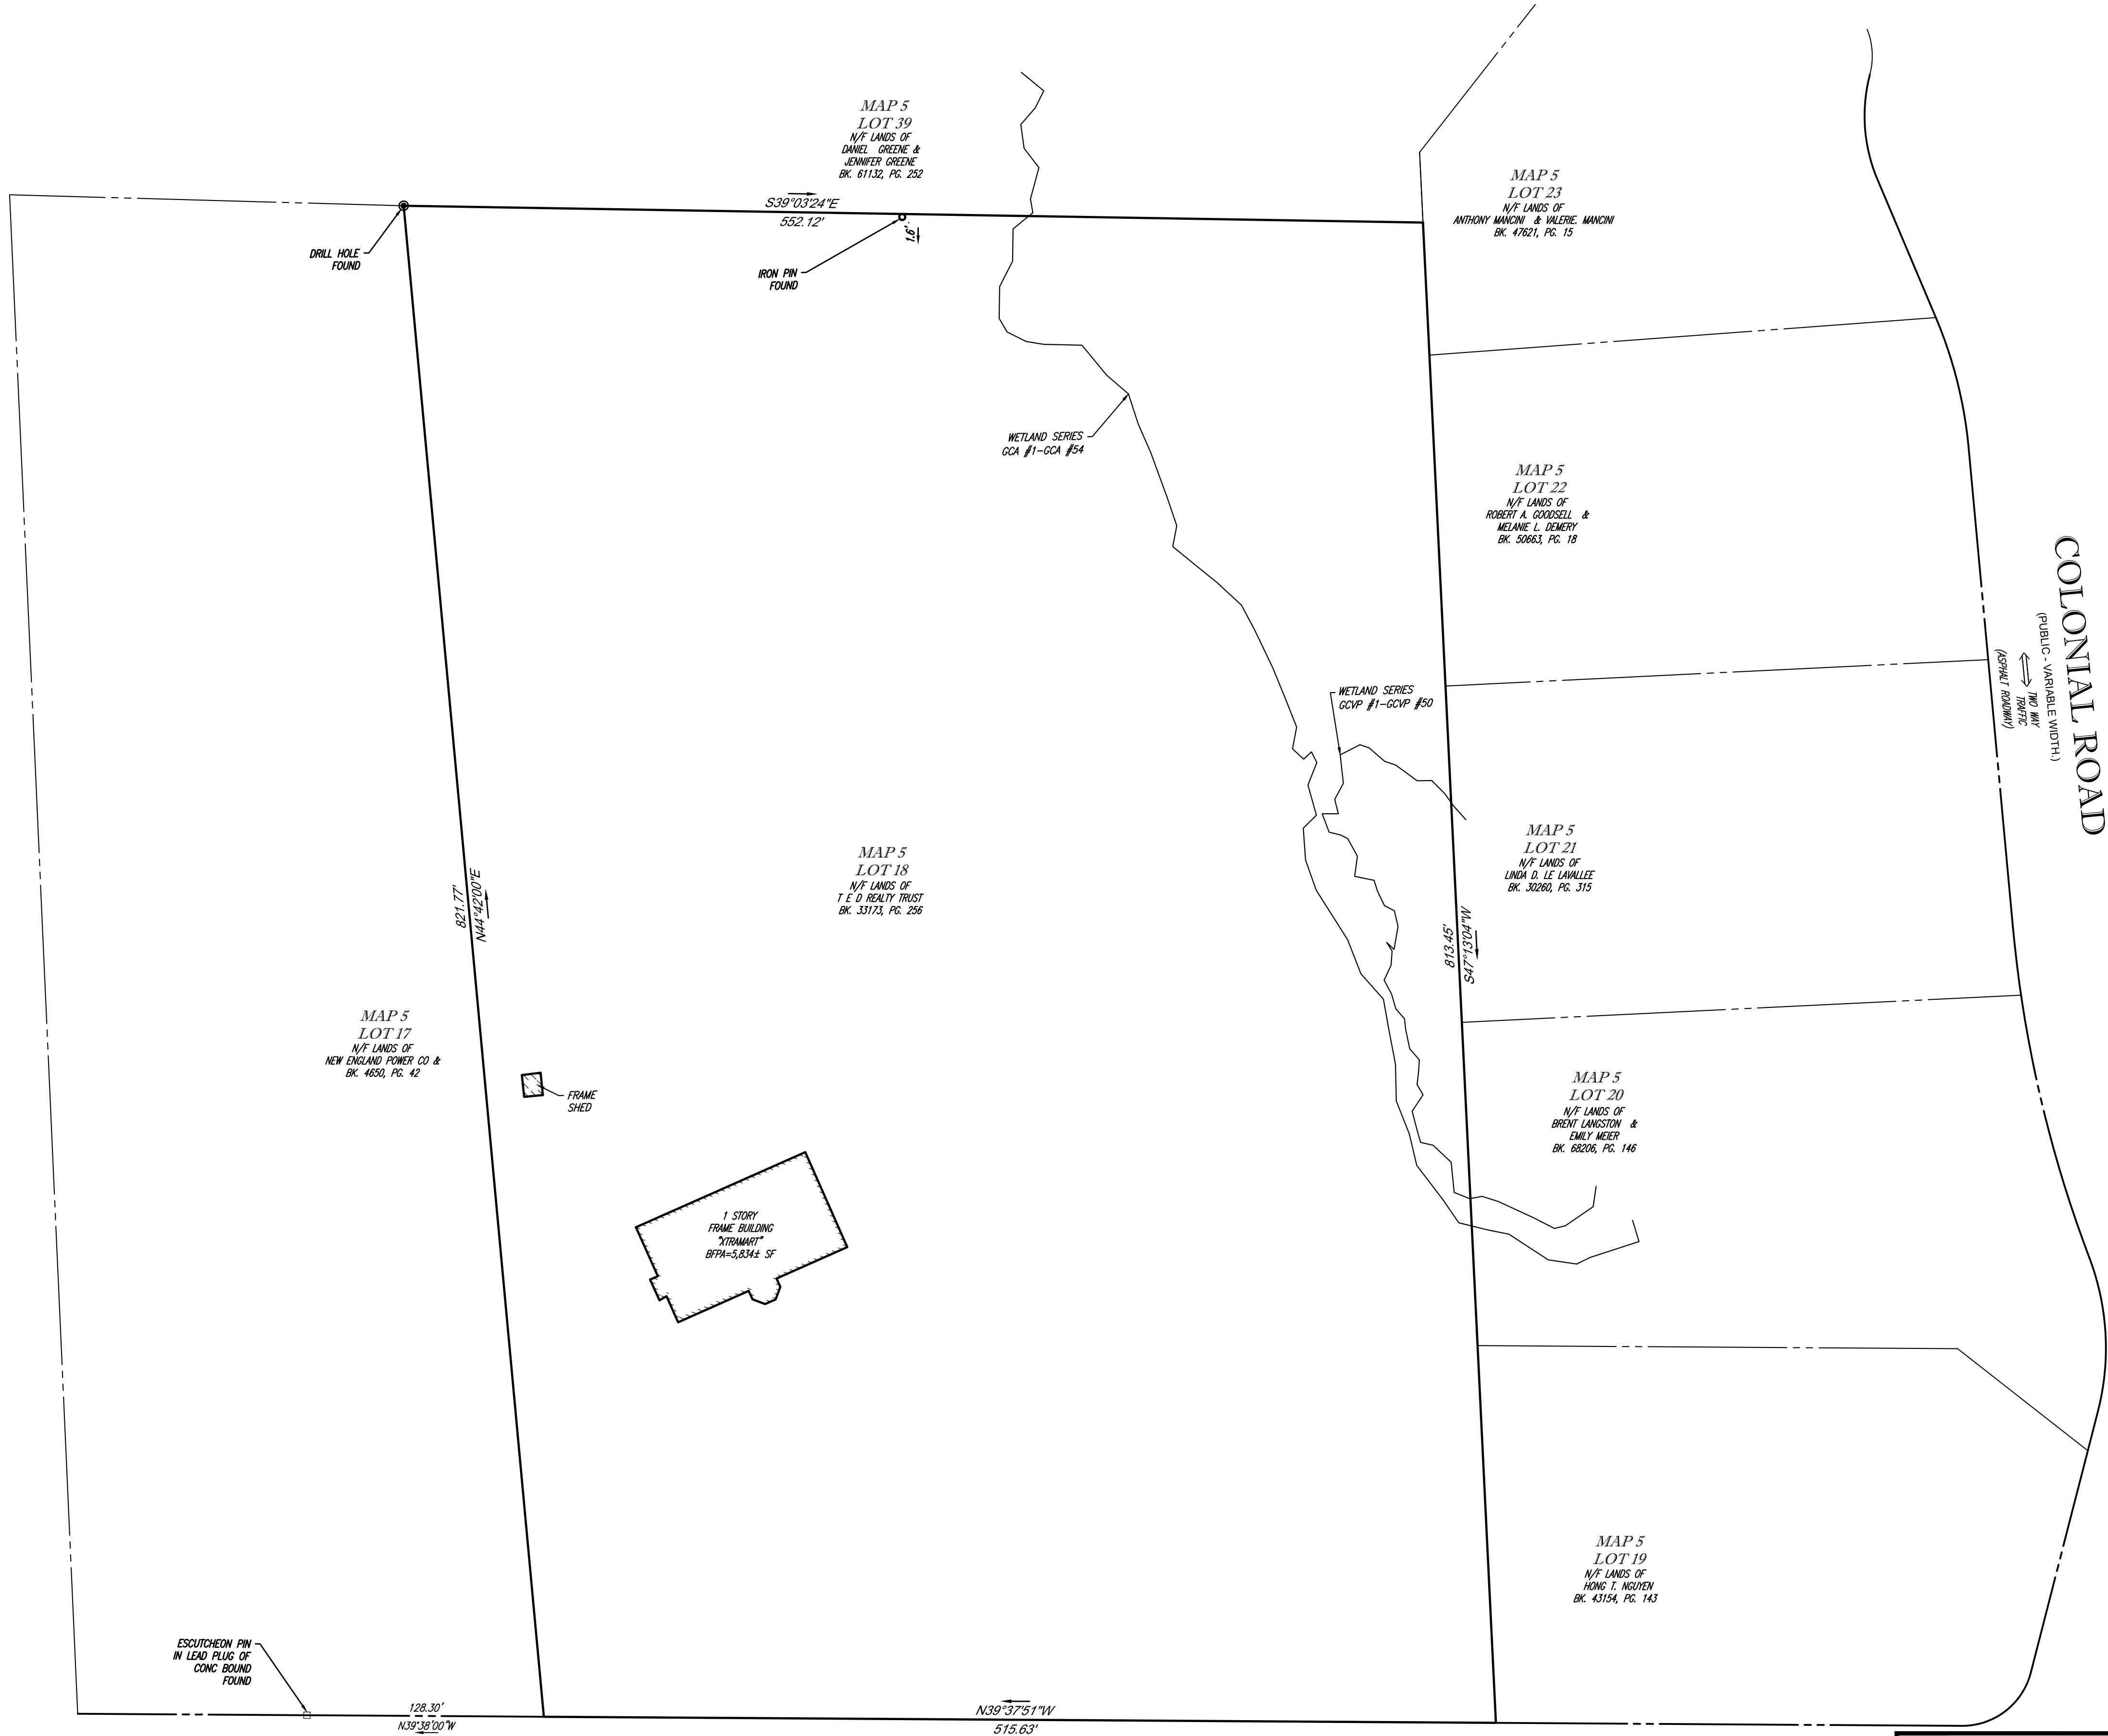 MAP 5
LOT 39
N/F LANDS OF
DANIEL GREENE &
JENNIFER GREENE
BK. 61132, PG. 252
MAP 5
LOT 23
N/F LANDS OF
ANTHONY MANCINI & VALERIE. MANCINI
BK. 47621, PG. 15
S39°03'24"E
552.12'
1.6'
DRILL HOLE
FOUND
IRON PIN
FOUND
WETLAND SERIES
GCA #1-GCA #54
MAP 5
LOT 22
N/F LANDS OF
ROBERT A. GOODSELL &
MELANIE L. DEMERY
BK. 50663, PG. 18
COLONIAL ROAD
(PUBLIC - VARIABLE WIDTH.)
TWO WAY
TRAFFIC
(ASPHALT ROADWAY)
WETLAND SERIES
GCVP #1-GCVP #50
MAP 5
LOT 18
N/F LANDS OF
T E D REALTY TRUST
BK. 33173, PG. 256
MAP 5
LOT 21
N/F LANDS OF
LINDA D. LE LAVALLEE
BK. 30260, PG. 315
821.77'
N44°42'00"E
813.45'
S47°13'04"W
MAP 5
LOT 17
N/F LANDS OF
NEW ENGLAND POWER CO &
BK. 4650, PG. 42
FRAME
SHED
MAP 5
LOT 20
N/F LANDS OF
BRENT LANGSTON &
EMILY MEIER
BK. 68206, PG. 146
1 STORY
FRAME BUILDING
"XTRAMART"
BFPA=5,834± SF
MAP 5
LOT 19
N/F LANDS OF
HONG T. NGUYEN
BK. 43154, PG. 143
ESCUTCHEON PIN
IN LEAD PLUG OF
CONC BOUND
FOUND
128.30'
N39°38'00"W
N39°37'51"W
515.63'